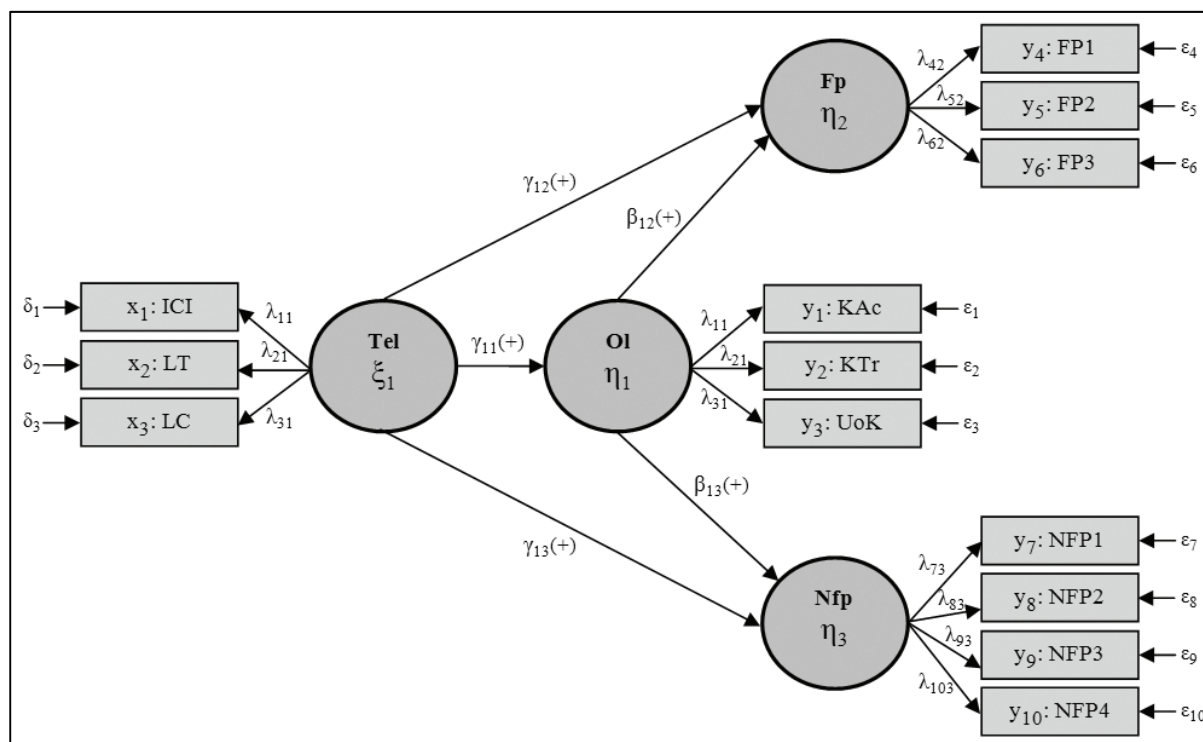 Fp
η₂
λ₄₂
λ₅₂
λ₆₂
y₄: FP1
ε₄
y₅: FP2
ε₅
y₆: FP3
ε₆
γ₁₂(+)
β₁₂(+)
δ₁
x₁: ICI
λ₁₁
δ₂
x₂: LT
λ₂₁
δ₃
x₃: LC
λ₃₁
Tel
ξ₁
γ₁₁(+)
Ol
η₁
λ₁₁
λ₂₁
λ₃₁
y₁: KAc
ε₁
y₂: KTr
ε₂
y₃: UoK
ε₃
β₁₃(+)
γ₁₃(+)
Nfp
η₃
λ₇₃
λ₈₃
λ₉₃
λ₁₀₃
y₇: NFP1
ε₇
y₈: NFP2
ε₈
y₉: NFP3
ε₉
y₁₀: NFP4
ε₁₀